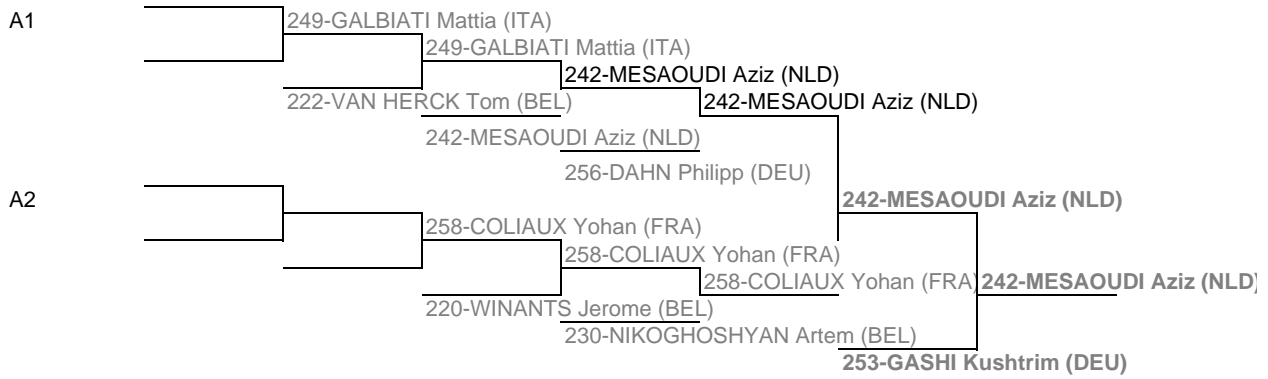 A1
249-GALBIATI Mattia (ITA)
249-GALBIATI Mattia (ITA)
242-MESAOUDI Aziz (NLD)
222-VAN HERCK Tom (BEL)
242-MESAOUDI Aziz (NLD)
242-MESAOUDI Aziz (NLD)
256-DAHN Philipp (DEU)
A2
242-MESAOUDI Aziz (NLD)
258-COLIAUX Yohan (FRA)
258-COLIAUX Yohan (FRA)
258-COLIAUX Yohan (FRA)
242-MESAOUDI Aziz (NLD)
220-WINANTS Jerome (BEL)
230-NIKOGHOSHYAN Artem (BEL)
253-GASHI Kushtrim (DEU)